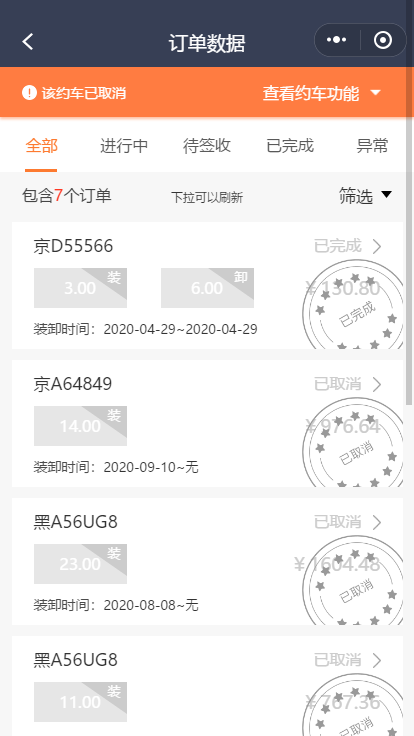 订单数据
该约车已取消 查看约车功能
全部 进行中 待签收 已完成 异常
包含7个订单 下拉可以刷新 筛选
京D55566 已完成
3.00 装 6.00 卸 ¥130.80
已完成
装卸时间：2020-04-29~2020-04-29
京A64849 已取消
14.00 装 ¥976.64
已取消
装卸时间：2020-09-10~无
黑A56UG8 已取消
23.00 装 ¥1604.48
已取消
装卸时间：2020-08-08~无
黑A56UG8 已取消
11.00 装 ¥767.36
已取消